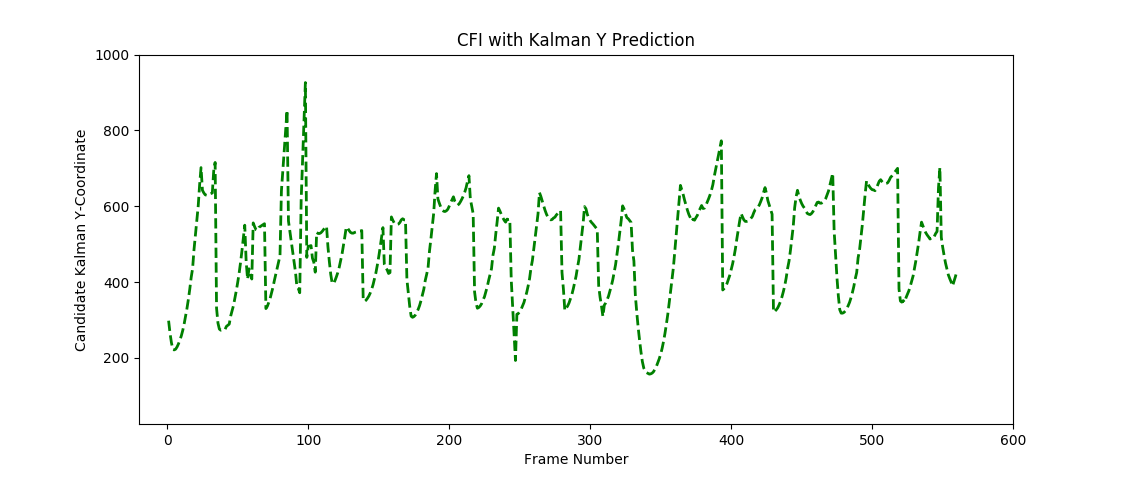 CFI with Kalman Y Prediction
Candidate Kalman Y-Coordinate
1000
800
600
400
200
0 100 200 300 400 500 600
Frame Number